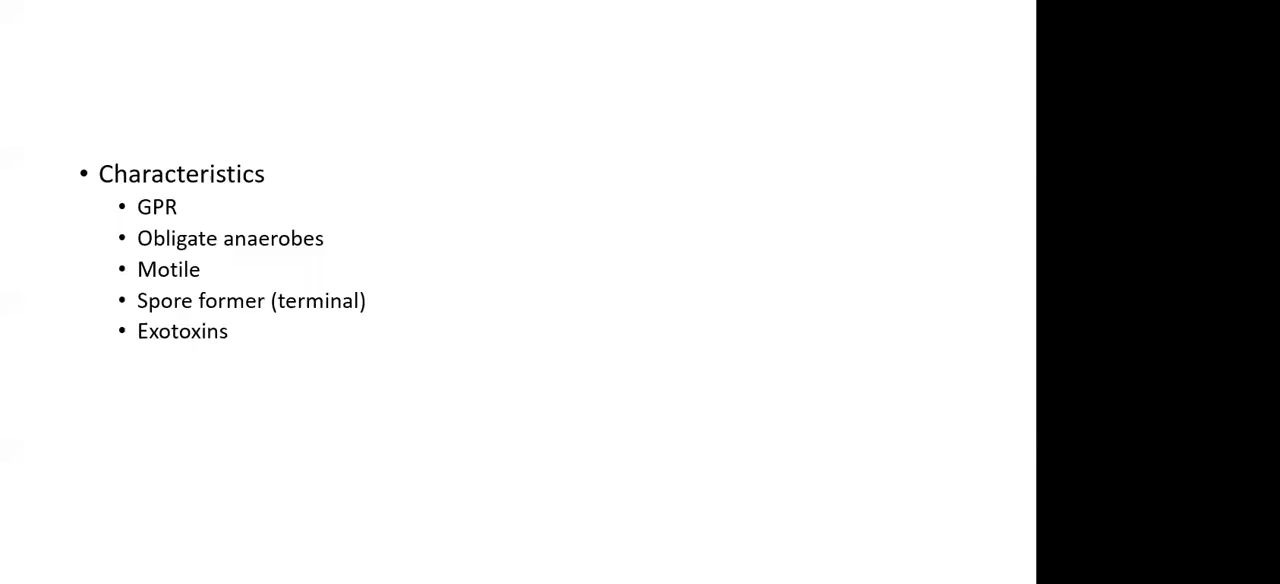 • Characteristics
• GPR
• Obligate anaerobes
• Motile
• Spore former (terminal)
• Exotoxins